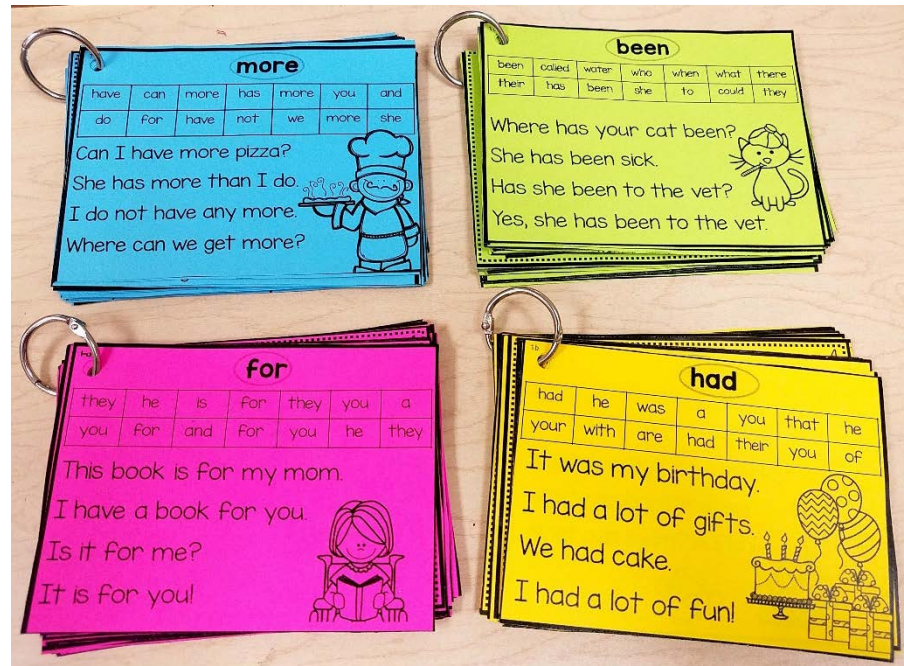 more
have can more has more you and
do for have not we more she
Can I have more pizza?
She has more than I do.
I do not have any more.
Where can we get more?
been
been called water who when what there
their has been she to could they
Where has your cat been?
She has been sick.
Has she been to the vet?
Yes, she has been to the vet.
for
they he is for they you a
you for and for you he they
This book is for my mom.
I have a book for you.
Is it for me?
It is for you!
had
had he was a you that he
your with are had their you of
It was my birthday.
I had a lot of gifts.
We had cake.
I had a lot of fun!